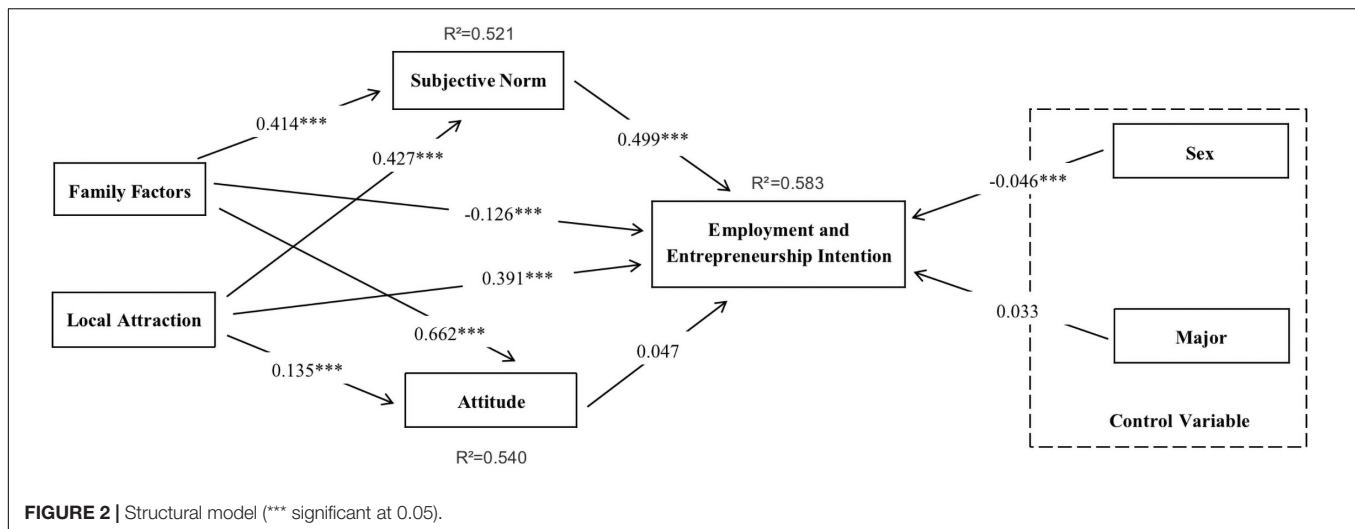 R²=0.521
Subjective Norm
0.414***
0.427***
0.499***
Family Factors
-0.126***
R²=0.583
Employment and
Entrepreneurship Intention
-0.046***
Sex
Local Attraction
0.391***
0.662***
0.135***
0.047
0.033
Major
Attitude
R²=0.540
Control Variable
FIGURE 2 | Structural model (*** significant at 0.05).